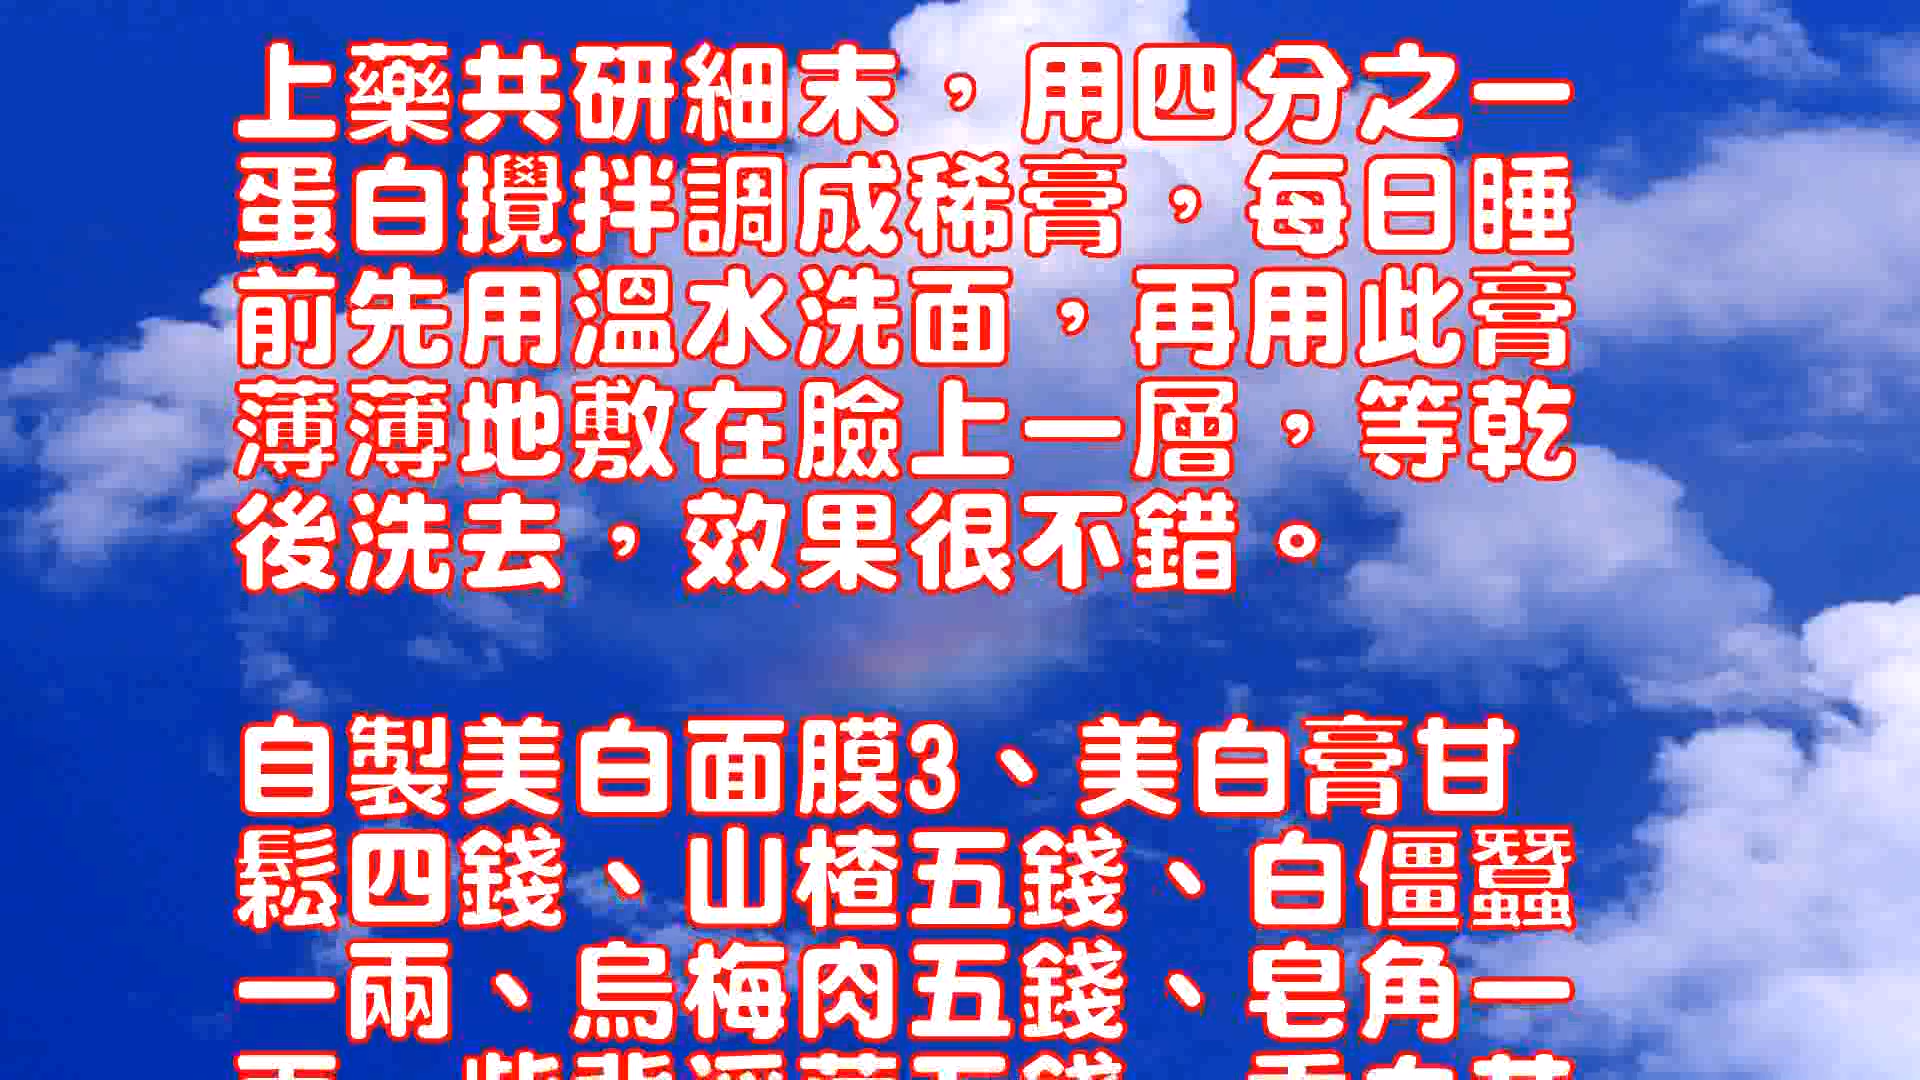 上藥共研細末，用四分之一
蛋白攪拌調成稀膏，每日睡
前先用溫水洗面，再用此膏
薄薄地敷在臉上一層，等乾
後洗去，效果很不錯。
自製美白面膜3、美白膏甘
鬆四錢、山楂五錢、白僵蠶
一兩、烏梅肉五錢、皂角一